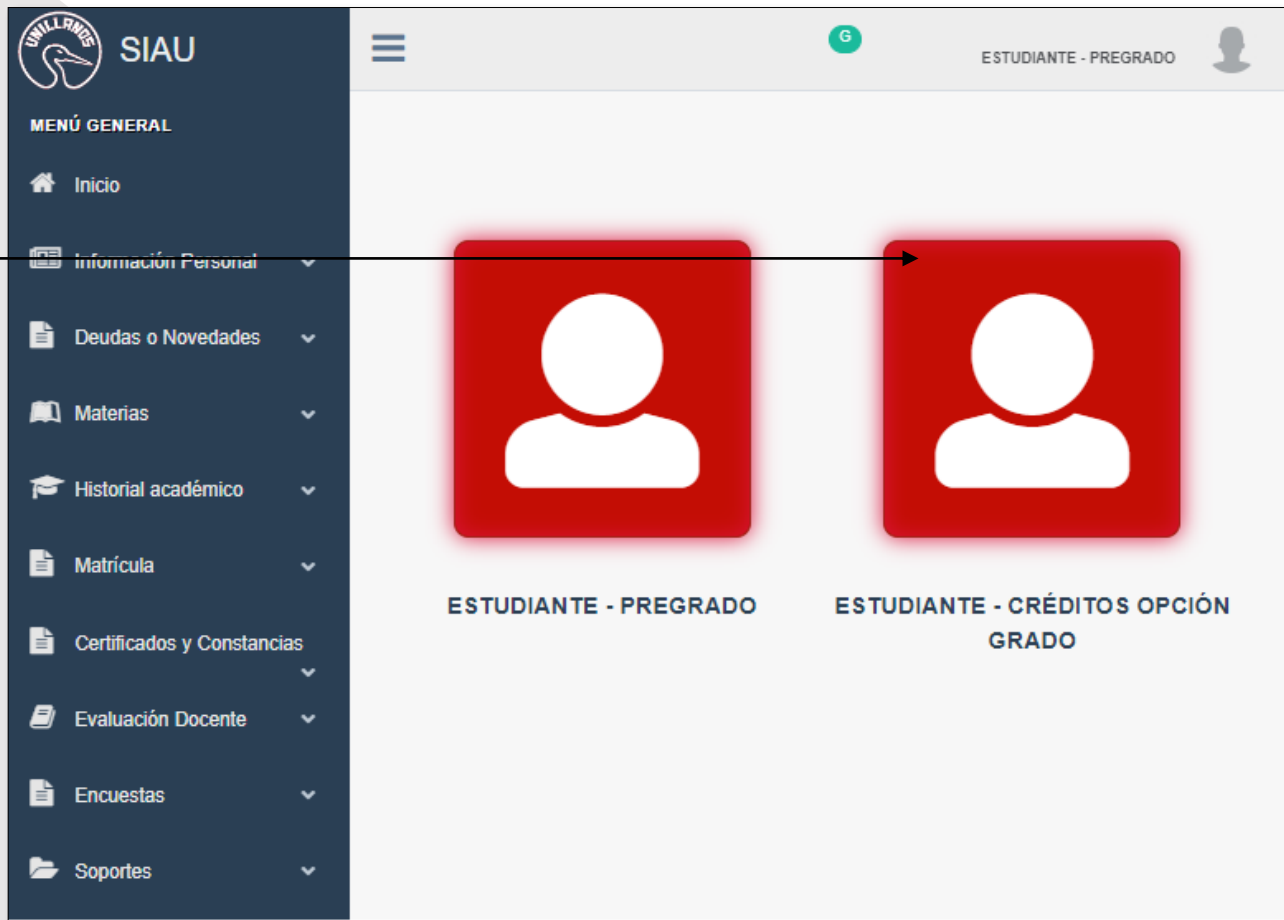 UNILLANOS
SIAU
G
ESTUDIANTE - PREGRADO
MENÚ GENERAL
Inicio
Información Personal
Deudas o Novedades
Materias
Historial académico
Matrícula
Certificados y Constancias
Evaluación Docente
Encuestas
Soportes
ESTUDIANTE - PREGRADO
ESTUDIANTE - CRÉDITOS OPCIÓN
GRADO